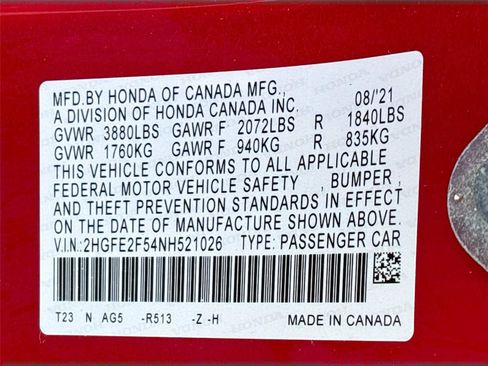 MFD.BY HONDA OF CANADA MFG., 08/'21
A DIVISION OF HONDA CANADA INC.
GVWR 3880LBS GAWR F 2072LBS R 1840LBS
GVWR 1760KG GAWR F 940KG R 835KG
THIS VEHICLE CONFORMS TO ALL APPLICABLE
FEDERAL MOTOR VEHICLE SAFETY , BUMPER ,
AND THEFT PREVENTION STANDARDS IN EFFECT
ON THE DATE OF MANUFACTURE SHOWN ABOVE.
V.I.N:2HGFE2F54NH521026 TYPE: PASSENGER CAR
T23 N AG5 -R513 -Z -H MADE IN CANADA